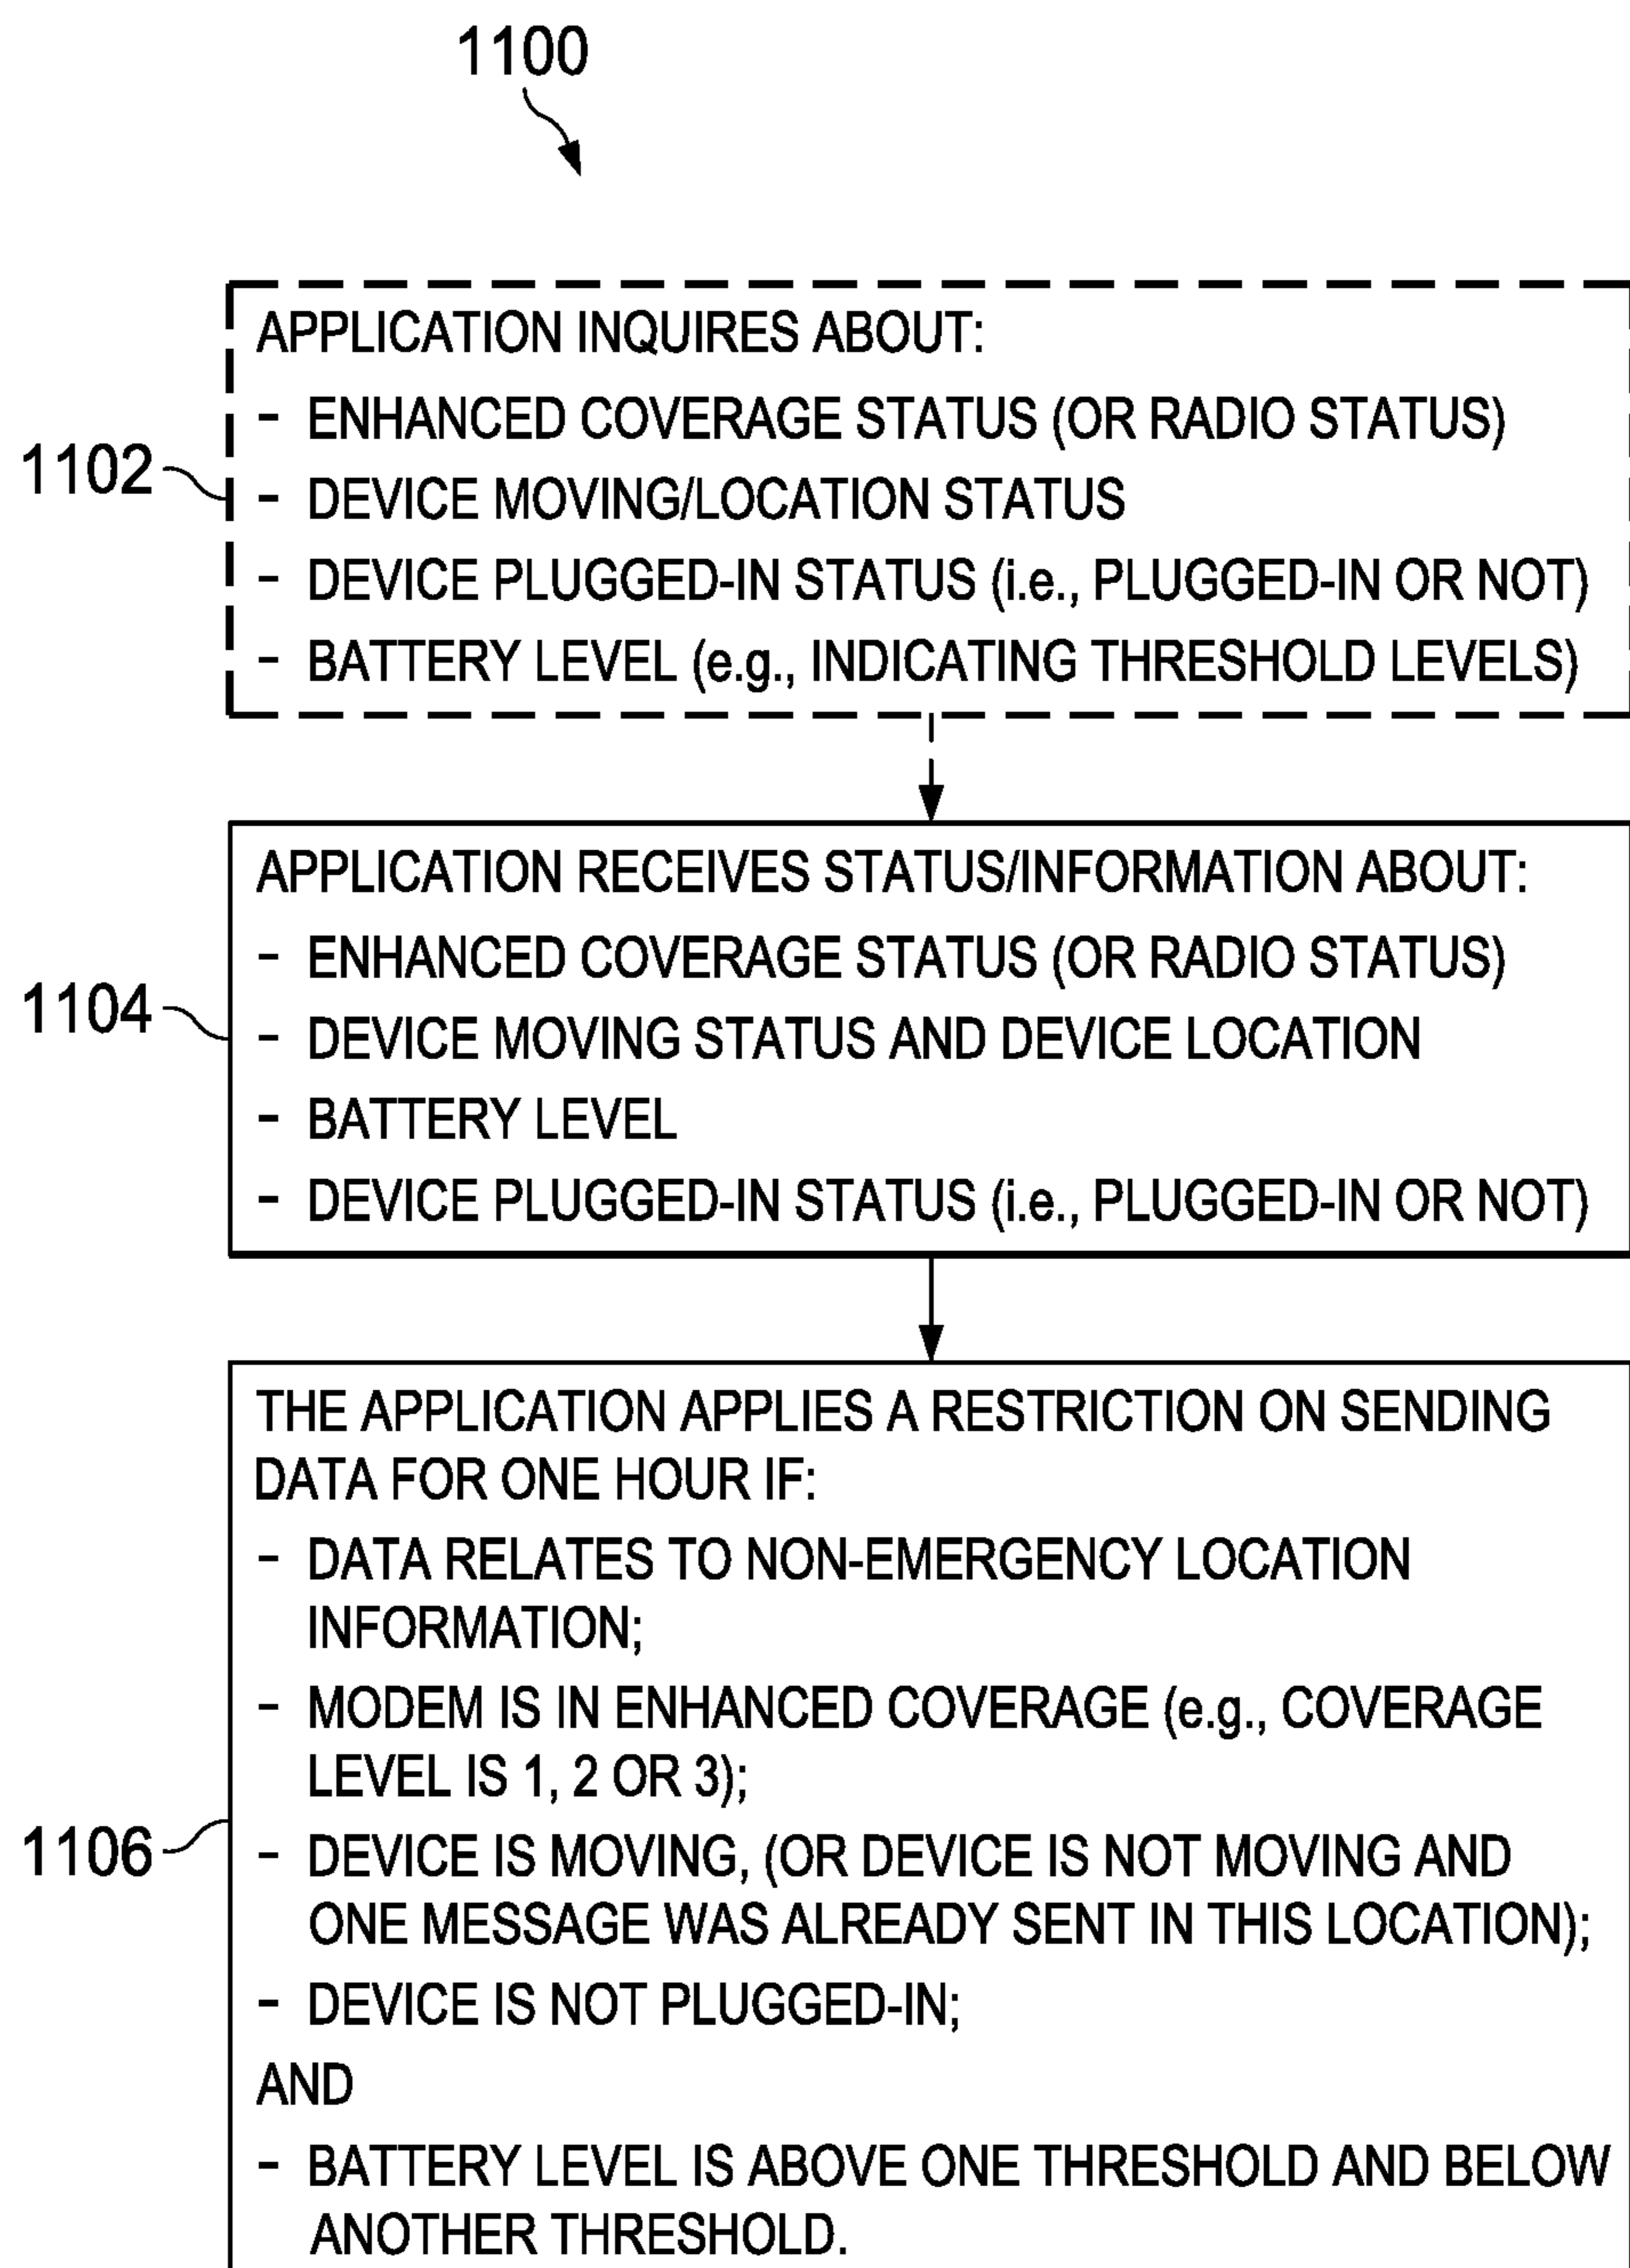 1100
APPLICATION INQUIRES ABOUT:
- ENHANCED COVERAGE STATUS (OR RADIO STATUS)
1102
- DEVICE MOVING/LOCATION STATUS
- DEVICE PLUGGED-IN STATUS (i.e., PLUGGED-IN OR NOT)
- BATTERY LEVEL (e.g., INDICATING THRESHOLD LEVELS)
APPLICATION RECEIVES STATUS/INFORMATION ABOUT:
- ENHANCED COVERAGE STATUS (OR RADIO STATUS)
1104
- DEVICE MOVING STATUS AND DEVICE LOCATION
- BATTERY LEVEL
- DEVICE PLUGGED-IN STATUS (i.e., PLUGGED-IN OR NOT)
THE APPLICATION APPLIES A RESTRICTION ON SENDING
DATA FOR ONE HOUR IF:
- DATA RELATES TO NON-EMERGENCY LOCATION
INFORMATION;
- MODEM IS IN ENHANCED COVERAGE (e.g., COVERAGE
LEVEL IS 1, 2 OR 3);
1106
- DEVICE IS MOVING, (OR DEVICE IS NOT MOVING AND
ONE MESSAGE WAS ALREADY SENT IN THIS LOCATION);
- DEVICE IS NOT PLUGGED-IN;
AND
- BATTERY LEVEL IS ABOVE ONE THRESHOLD AND BELOW
ANOTHER THRESHOLD.